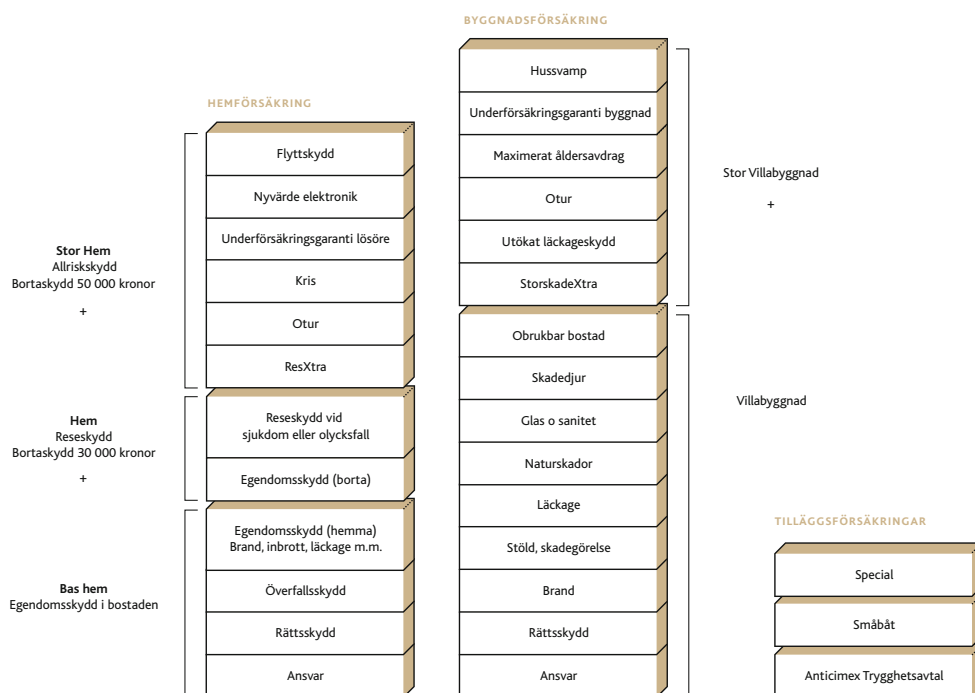 HEMFÖRSÄKRING
Stor Hem
Allriskskydd
Bortaskydd 50 000 kronor
+
Flyttskydd
Nyvärde elektronik
Underförsäkringsgaranti lösöre
Kris
Otur
ResXtra
Hem
Reseskydd
Bortaskydd 30 000 kronor
+
Reseskydd vid
sjukdom eller olycksfall
Egendomsskydd (borta)
Bas hem
Egendomsskydd i bostaden
Egendomsskydd (hemma)
Brand, inbrott, läckage m.m.
Överfallsskydd
Rättsskydd
Ansvar
BYGGNADSFÖRSÄKRING
Hussvamp
Underförsäkringsgaranti byggnad
Maximerat åldersavdrag
Otur
Utökat läckageskydd
StorskadeXtra
Stor Villabyggnad
+
Obrukbar bostad
Skadedjur
Glas o sanitet
Naturskador
Läckage
Stöld, skadegörelse
Brand
Rättsskydd
Ansvar
Villabyggnad
TILLÄGGSFÖRSÄKRINGAR
Special
Småbåt
Anticimex Trygghetsavtal